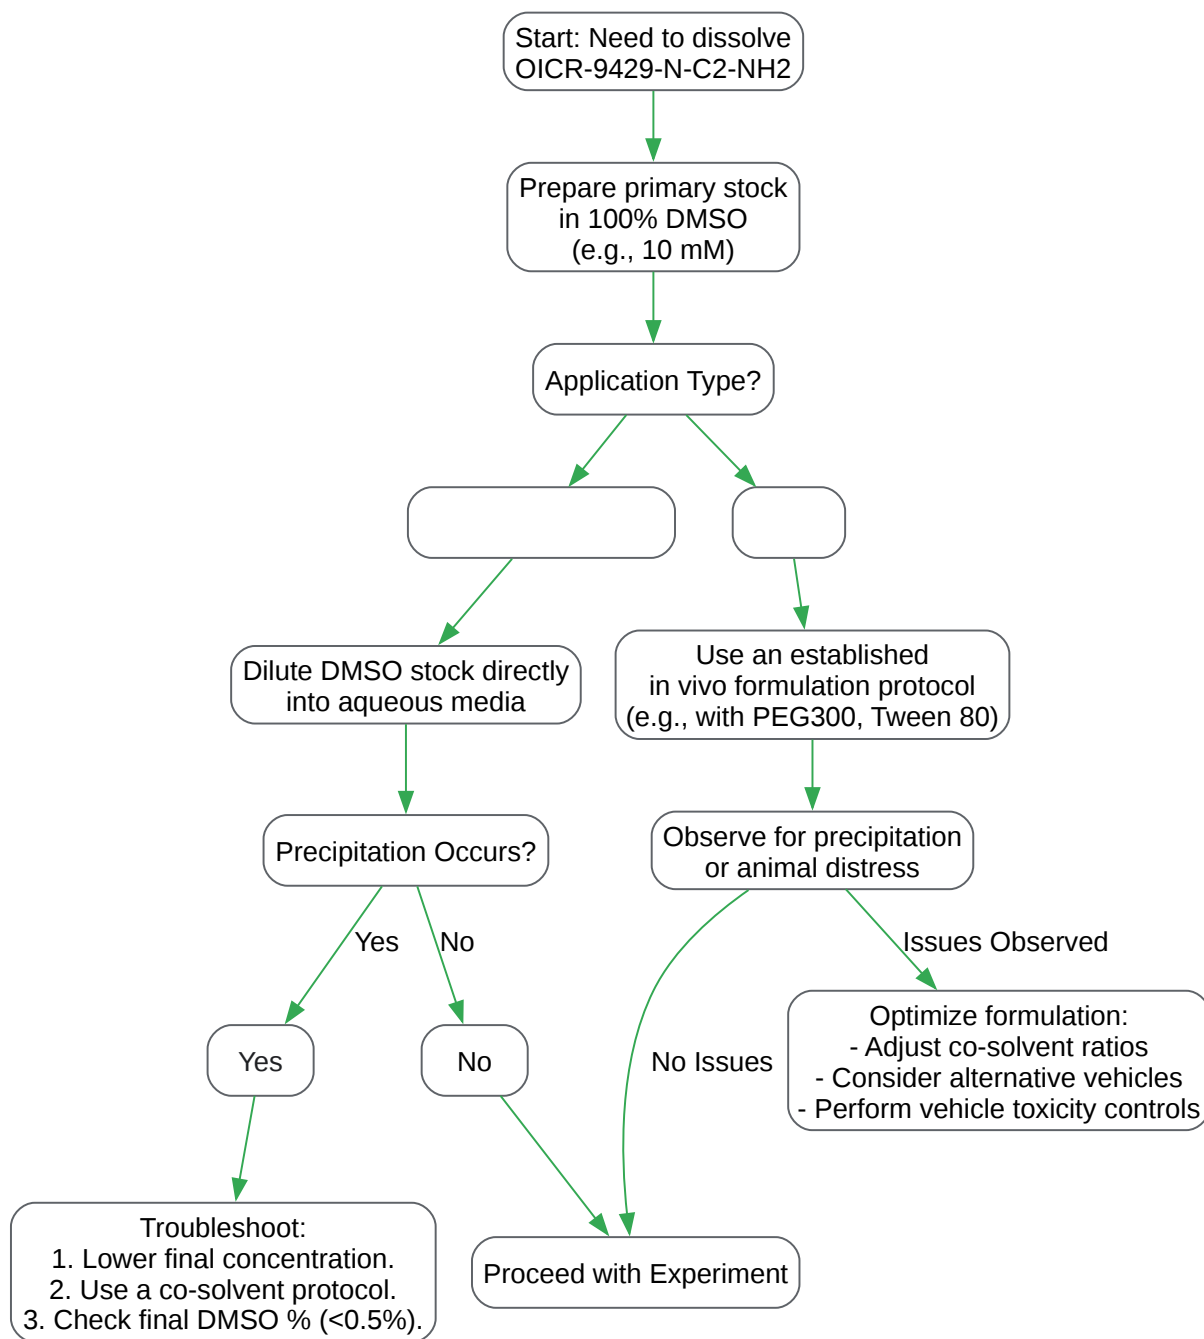 Start: Need to dissolve
OICR-9429-N-C2-NH2
Prepare primary stock
in 100% DMSO
(e.g., 10 mM)
Application Type?
Dilute DMSO stock directly
into aqueous media
Use an established
in vivo formulation protocol
(e.g., with PEG300, Tween 80)
Precipitation Occurs?
Observe for precipitation
or animal distress
Yes
No
Issues Observed
Yes
No
No Issues
Optimize formulation:
- Adjust co-solvent ratios
- Consider alternative vehicles
- Perform vehicle toxicity controls
Troubleshoot:
1. Lower final concentration.
2. Use a co-solvent protocol.
3. Check final DMSO % (<0.5%).
Proceed with Experiment